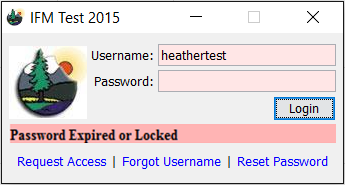 IFM Test 2015
Username: heathertest
Password:
Login
Password Expired or Locked
Request Access | Forgot Username | Reset Password